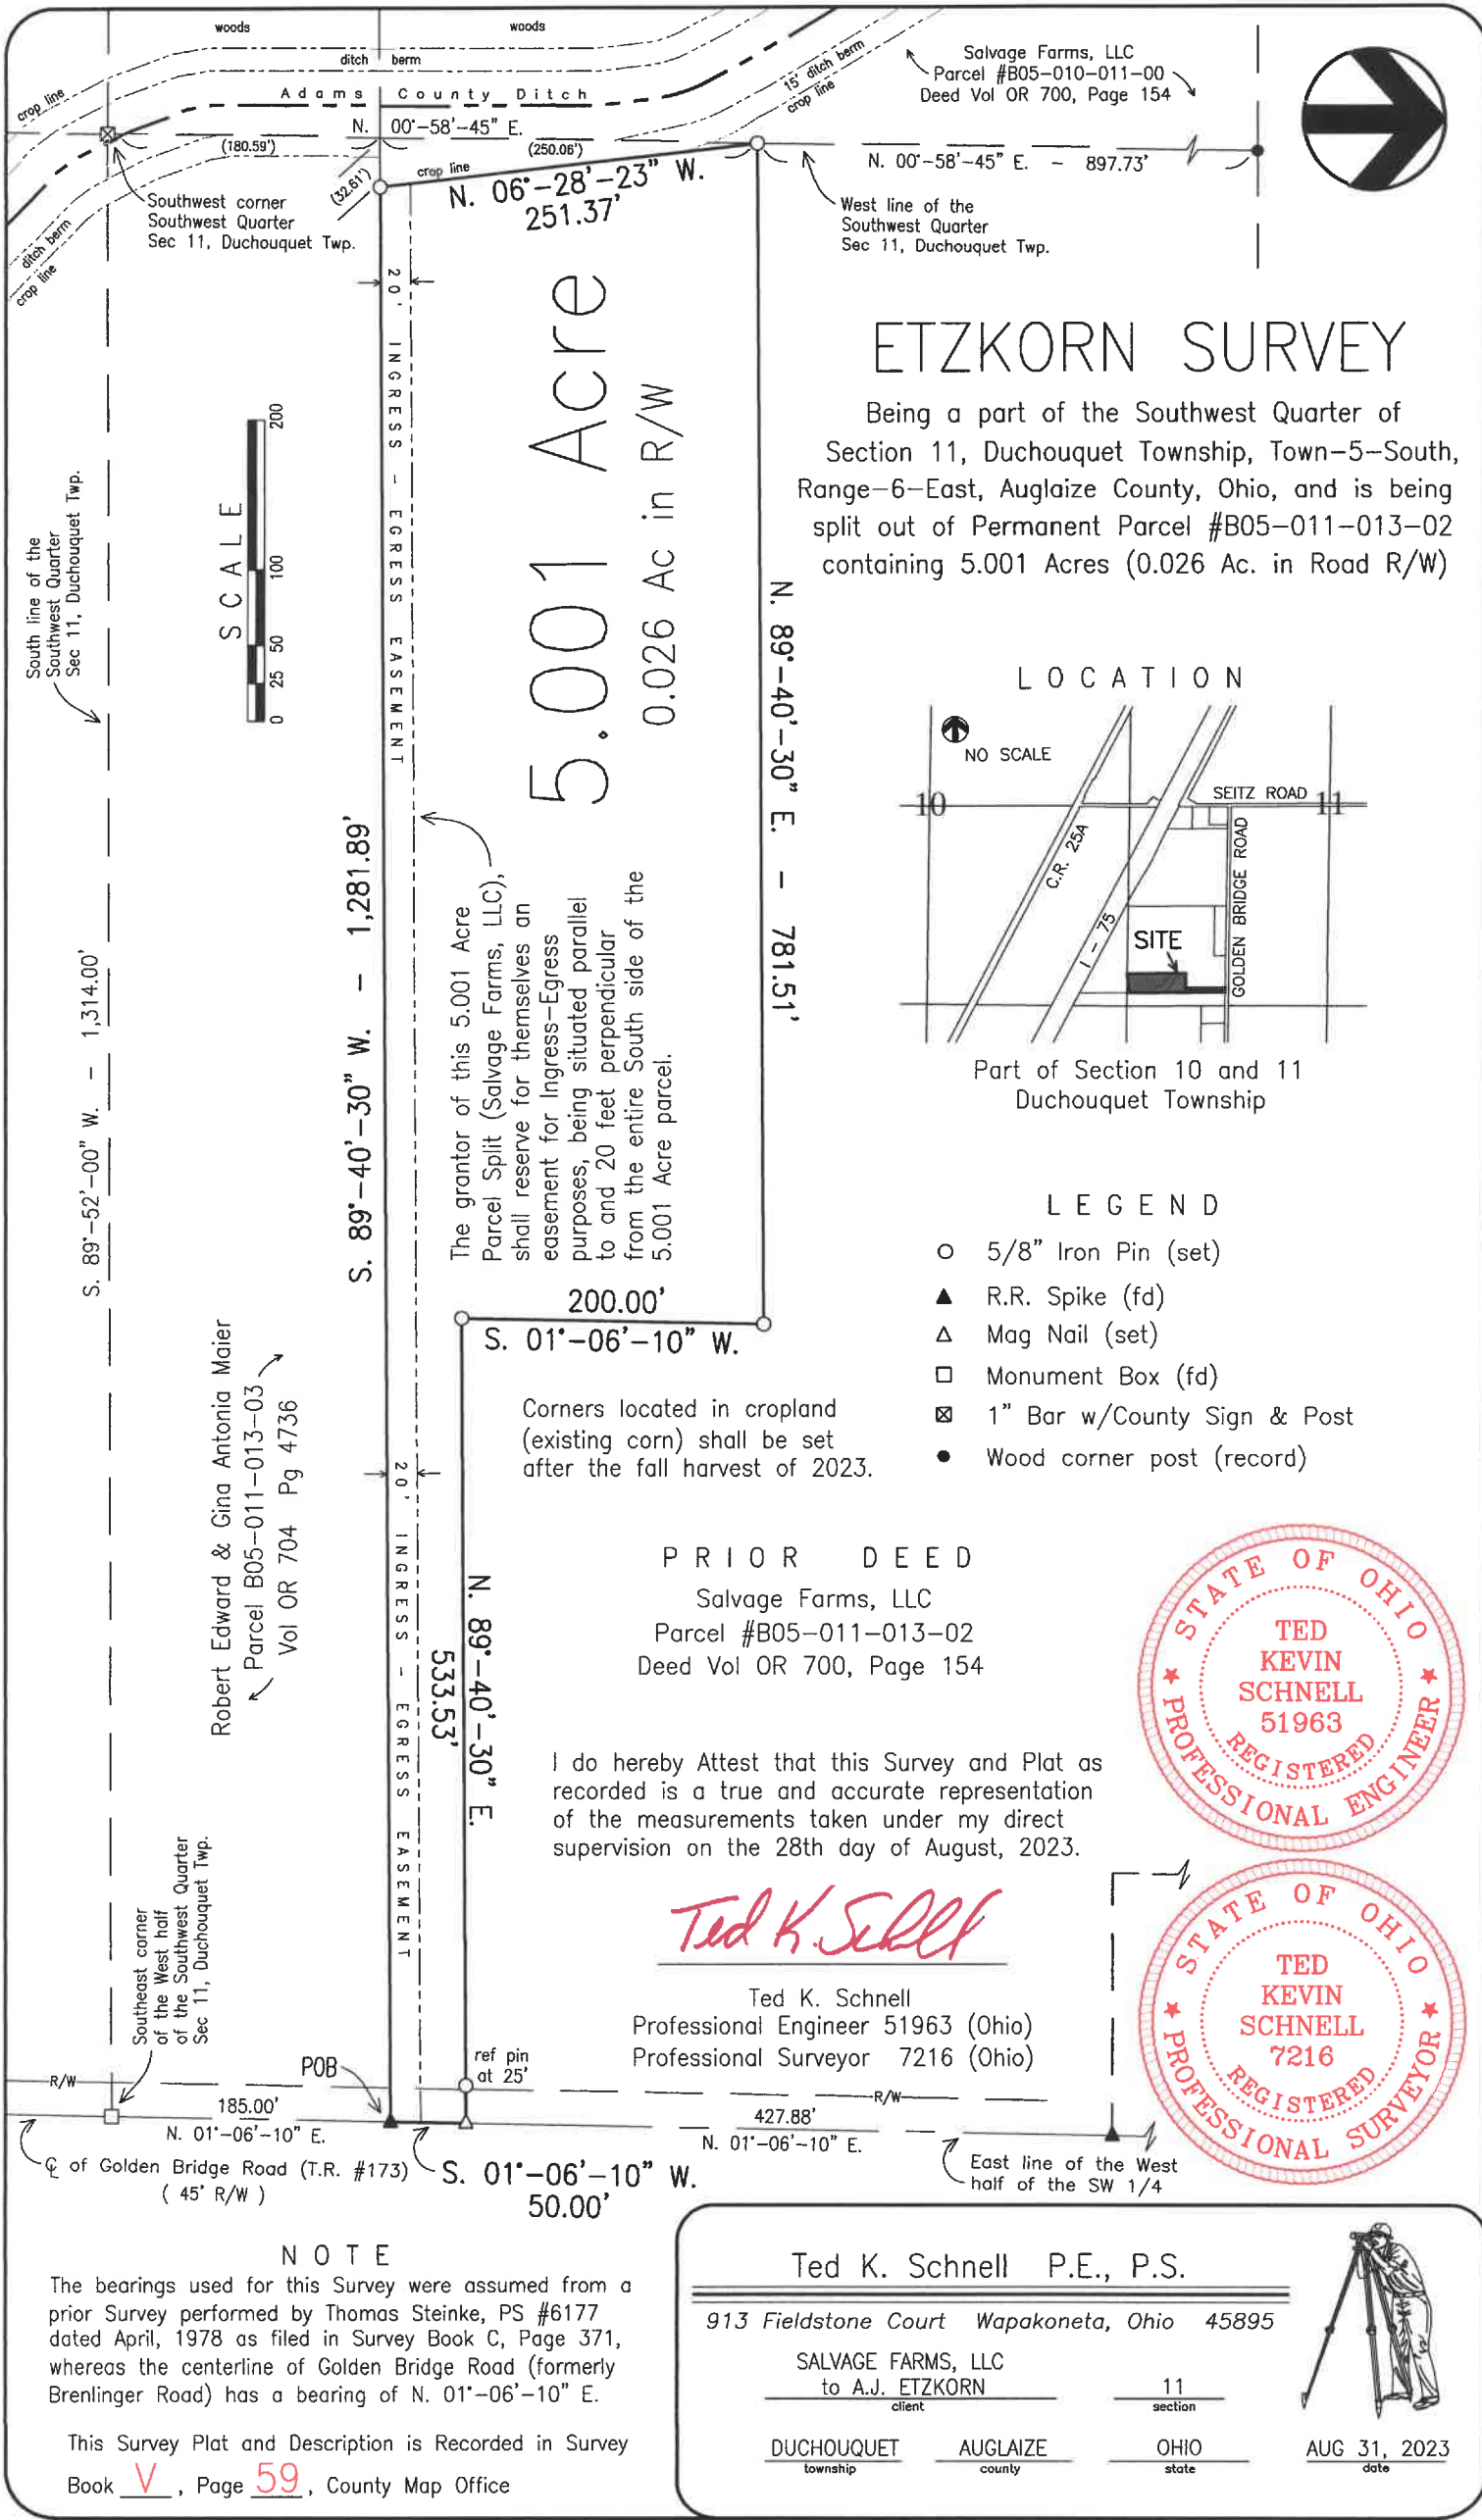 woods
woods
ditch berm
crop line
Adams County Ditch
15' ditch berm
crop line
Salvage Farms, LLC
Parcel #B05-010-011-00
Deed Vol OR 700, Page 154
N. 00°-58'-45" E.
(180.59')
(250.06')
(32.61')
crop line
N. 06°-28'-23" W.
251.37'
N. 00°-58'-45" E. - 897.73'
Southwest corner
Southwest Quarter
Sec 11, Duchouquet Twp.
West line of the
Southwest Quarter
Sec 11, Duchouquet Twp.
ditch berm
crop line
20' INGRESS - EGRESS EASEMENT
5.001 Acre
0.026 Ac in R/W
ETZKORN SURVEY
Being a part of the Southwest Quarter of
Section 11, Duchouquet Township, Town-5-South,
Range-6-East, Auglaize County, Ohio, and is being
split out of Permanent Parcel #B05-011-013-02
containing 5.001 Acres (0.026 Ac. in Road R/W)
SCALE
0 25 50 100 200
South line of the
Southwest Quarter
Sec 11, Duchouquet Twp.
S. 89°-52'-00" W. - 1,314.00'
S. 89°-40'-30" W. - 1,281.89'
N. 89°-40'-30" E. - 781.51'
The grantor of this 5.001 Acre
Parcel Split (Salvage Farms, LLC),
shall reserve for themselves an
easement for Ingress-Egress
purposes, being situated parallel
to and 20 feet perpendicular
from the entire South side of the
5.001 Acre parcel.
LOCATION
NO SCALE
10
SEITZ ROAD
11
C.R. 25A
I - 75
GOLDEN BRIDGE ROAD
SITE
Part of Section 10 and 11
Duchouquet Township
200.00'
S. 01°-06'-10" W.
LEGEND
5/8" Iron Pin (set)
R.R. Spike (fd)
Mag Nail (set)
Monument Box (fd)
1" Bar w/County Sign & Post
Wood corner post (record)
Robert Edward & Gina Antonia Maier
Parcel B05-011-013-03
Vol OR 704 Pg 4736
Corners located in cropland
(existing corn) shall be set
after the fall harvest of 2023.
20' INGRESS - EGRESS EASEMENT
N. 89°-40'-30" E.
533.53'
PRIOR DEED
Salvage Farms, LLC
Parcel #B05-011-013-02
Deed Vol OR 700, Page 154
STATE OF OHIO
TED
KEVIN
SCHNELL
51963
REGISTERED
PROFESSIONAL ENGINEER
I do hereby Attest that this Survey and Plat as
recorded is a true and accurate representation
of the measurements taken under my direct
supervision on the 28th day of August, 2023.
Ted K. Schnell
Ted K. Schnell
Professional Engineer 51963 (Ohio)
Professional Surveyor 7216 (Ohio)
STATE OF OHIO
TED
KEVIN
SCHNELL
7216
REGISTERED
PROFESSIONAL SURVEYOR
Southeast corner
of the West half
of the Southwest Quarter
Sec 11, Duchouquet Twp.
POB
ref pin
at 25'
R/W
R/W
185.00'
N. 01°-06'-10" E.
427.88'
N. 01°-06'-10" E.
℄ of Golden Bridge Road (T.R. #173)
( 45' R/W )
S. 01°-06'-10" W.
50.00'
East line of the West
half of the SW 1/4
NOTE
The bearings used for this Survey were assumed from a
prior Survey performed by Thomas Steinke, PS #6177
dated April, 1978 as filed in Survey Book C, Page 371,
whereas the centerline of Golden Bridge Road (formerly
Brenlinger Road) has a bearing of N. 01°-06'-10" E.
This Survey Plat and Description is Recorded in Survey
Book V, Page 59, County Map Office
Ted K. Schnell P.E., P.S.
913 Fieldstone Court Wapakoneta, Ohio 45895
SALVAGE FARMS, LLC
to A.J. ETZKORN
client
11
section
DUCHOUQUET
township
AUGLAIZE
county
OHIO
state
AUG 31, 2023
date